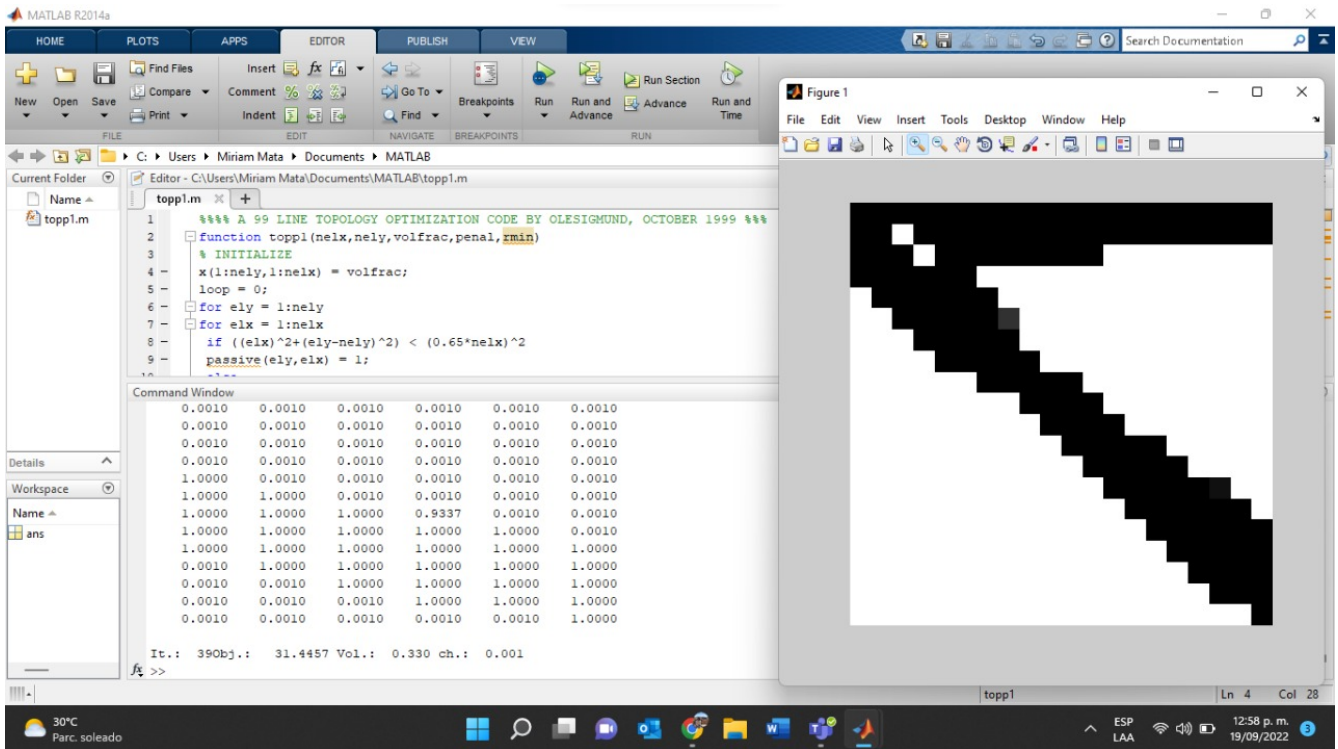 MATLAB R2014a
HOME PLOTS APPS EDITOR PUBLISH VIEW
Search Documentation
New Open Save
Find Files
Compare
Print
FILE
Insert fx
Comment
Indent
EDIT
Go To
Find
NAVIGATE
Breakpoints
BREAKPOINTS
Run
Run and Advance
Run Section
Advance
Run and Time
RUN
C: Users Miriam Mata Documents MATLAB
Current Folder
Name
topp1.m
Details
Workspace
Name
ans
Editor - C:\Users\Miriam Mata\Documents\MATLAB\topp1.m
topp1.m
1 %%%% A 99 LINE TOPOLOGY OPTIMIZATION CODE BY OLESIGMUND, OCTOBER 1999 %%%
2 function topp1(nelx,nely,volfrac,penal,rmin)
3 % INITIALIZE
4 x(1:nely,1:nelx) = volfrac;
5 loop = 0;
6 for ely = 1:nely
7 for elx = 1:nelx
8 if ((elx)^2+(ely-nely)^2) < (0.65*nelx)^2
9 passive(ely,elx) = 1;
10 else
Command Window
0.0010 0.0010 0.0010 0.0010 0.0010 0.0010
0.0010 0.0010 0.0010 0.0010 0.0010 0.0010
0.0010 0.0010 0.0010 0.0010 0.0010 0.0010
0.0010 0.0010 0.0010 0.0010 0.0010 0.0010
1.0000 0.0010 0.0010 0.0010 0.0010 0.0010
1.0000 1.0000 0.0010 0.0010 0.0010 0.0010
1.0000 1.0000 1.0000 0.9337 0.0010 0.0010
1.0000 1.0000 1.0000 1.0000 1.0000 0.0010
1.0000 1.0000 1.0000 1.0000 1.0000 1.0000
0.0010 1.0000 1.0000 1.0000 1.0000 1.0000
0.0010 0.0010 1.0000 1.0000 1.0000 1.0000
0.0010 0.0010 0.0010 1.0000 1.0000 1.0000
0.0010 0.0010 0.0010 0.0010 0.0010 1.0000
It.: 39Obj.: 31.4457 Vol.: 0.330 ch.: 0.001
fx >>
Figure 1
File Edit View Insert Tools Desktop Window Help
topp1
Ln 4 Col 28
30°C
Parc. soleado
ESP
LAA
12:58 p. m.
19/09/2022
3